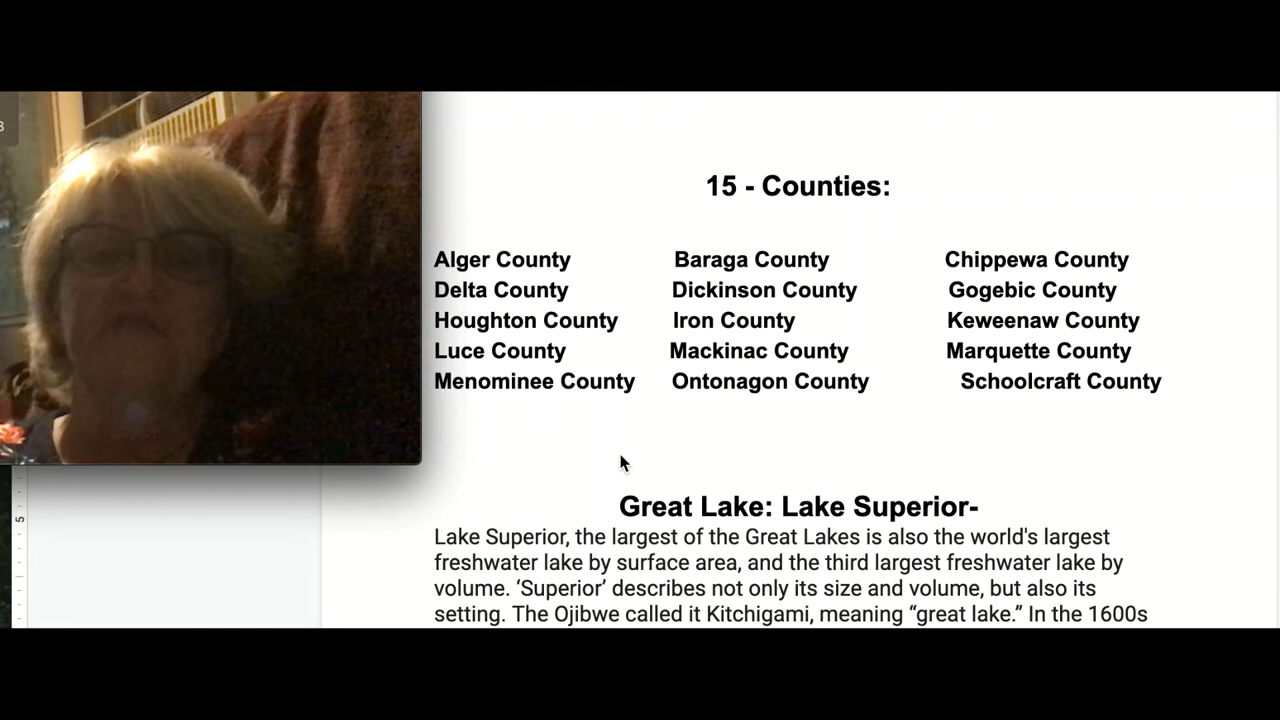 3
15 - Counties:
Alger County Baraga County Chippewa County
Delta County Dickinson County Gogebic County
Houghton County Iron County Keweenaw County
Luce County Mackinac County Marquette County
Menominee County Ontonagon County Schoolcraft County
5
Great Lake: Lake Superior-
Lake Superior, the largest of the Great Lakes is also the world's largest
freshwater lake by surface area, and the third largest freshwater lake by
volume. ‘Superior’ describes not only its size and volume, but also its
setting. The Ojibwe called it Kitchigami, meaning “great lake.” In the 1600s